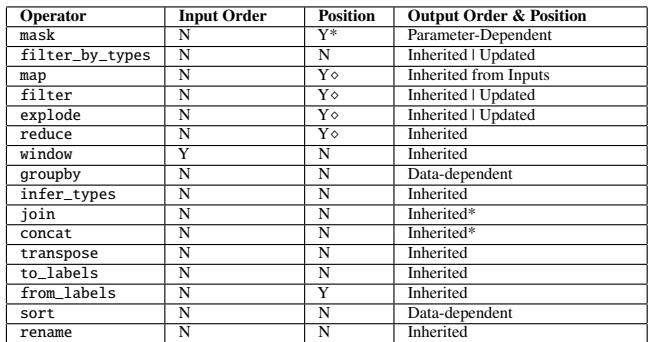 Operator Input Order Position Output Order & Position
mask N Y* Parameter-Dependent
filter_by_types N N Inherited | Updated
map N Y⋄ Inherited from Inputs
filter N Y⋄ Inherited | Updated
explode N Y⋄ Inherited | Updated
reduce N Y⋄ Inherited
window Y N Inherited
groupby N N Data-dependent
infer_types N N Inherited
join N N Inherited*
concat N N Inherited*
transpose N N Inherited
to_labels N N Inherited
from_labels N Y Inherited
sort N N Data-dependent
rename N N Inherited